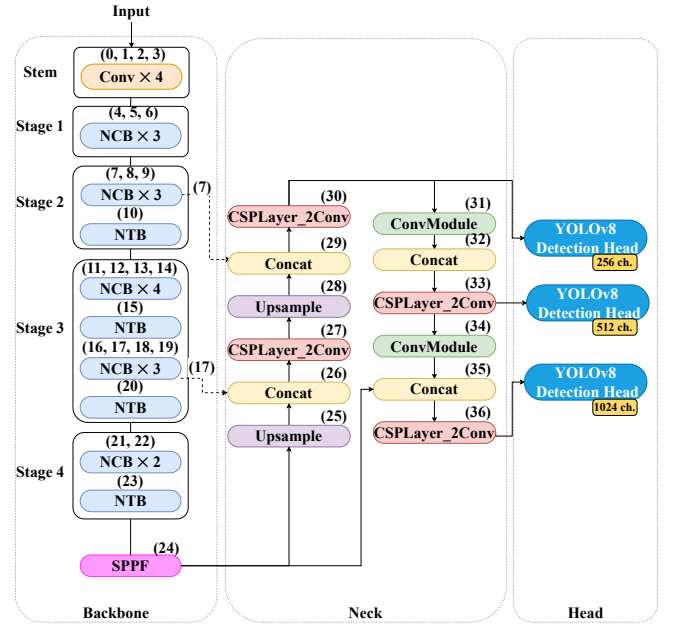 Input
(0, 1, 2, 3)
Stem
Conv × 4
(4, 5, 6)
Stage 1
NCB × 3
(7, 8, 9)
(7)
NCB × 3
Stage 2
(10)
NTB
(11, 12, 13, 14)
NCB × 4
(15)
Stage 3
NTB
(16, 17, 18, 19)
(17)
NCB × 3
(20)
NTB
(21, 22)
NCB × 2
Stage 4
(23)
NTB
(24)
SPPF
Backbone
(30)
CSPLayer_2Conv
(29)
Concat
(28)
Upsample
(27)
CSPLayer_2Conv
(26)
Concat
(25)
Upsample
(31)
ConvModule
(32)
Concat
(33)
CSPLayer_2Conv
(34)
ConvModule
(35)
Concat
(36)
CSPLayer_2Conv
Neck
YOLOv8
Detection Head
256 ch.
YOLOv8
Detection Head
512 ch.
YOLOv8
Detection Head
1024 ch.
Head